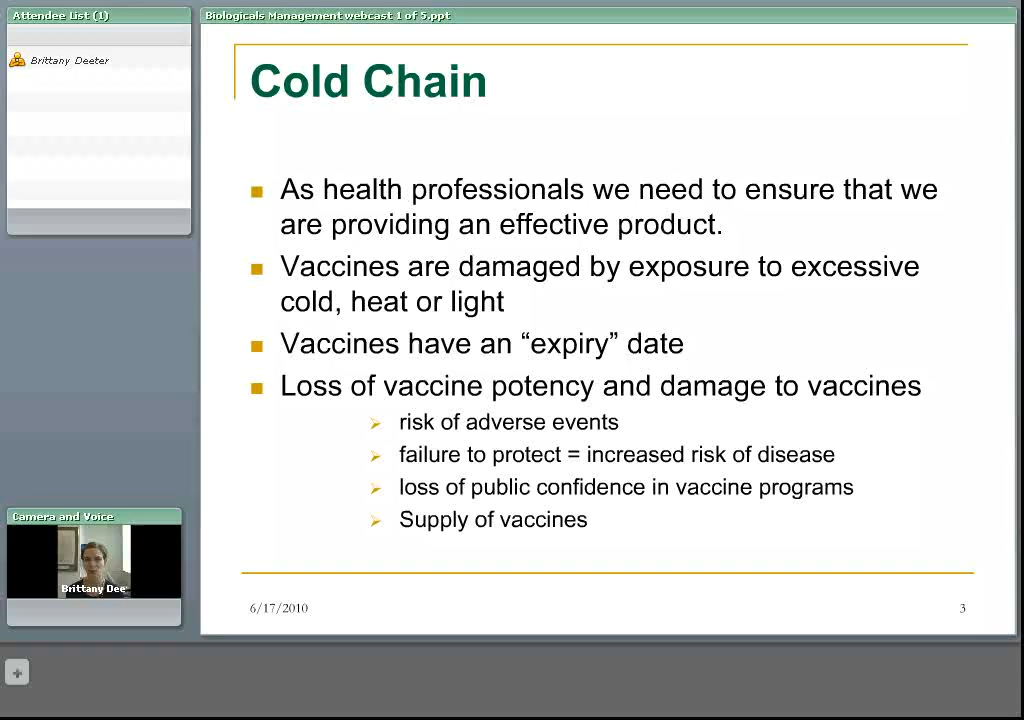 Attendee List (1)
Brittany Deeter
Biologicals Management webcast 1 of 5.ppt
Cold Chain
As health professionals we need to ensure that we
are providing an effective product.
Vaccines are damaged by exposure to excessive
cold, heat or light
Vaccines have an “expiry” date
Loss of vaccine potency and damage to vaccines
risk of adverse events
failure to protect = increased risk of disease
loss of public confidence in vaccine programs
Supply of vaccines
6/17/2010
3
Camera and Voice
Brittany Dee